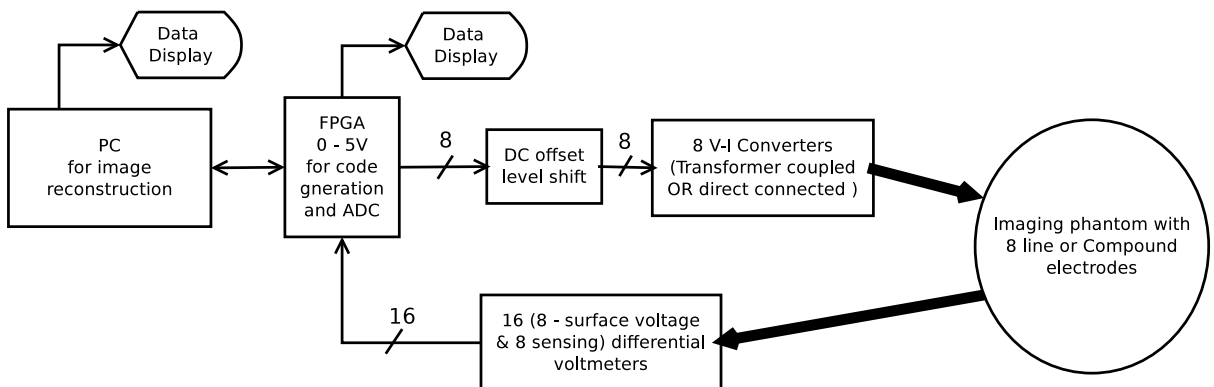 Data
Display
Data
Display
PC
for image
reconstruction
FPGA
0 - 5V
for code
gneration
and ADC
8
DC offset
level shift
8
8 V-I Converters
(Transformer coupled
OR direct connected )
Imaging phantom with
8 line or Compound
electrodes
16
16 (8 - surface voltage
& 8 sensing) differential
voltmeters